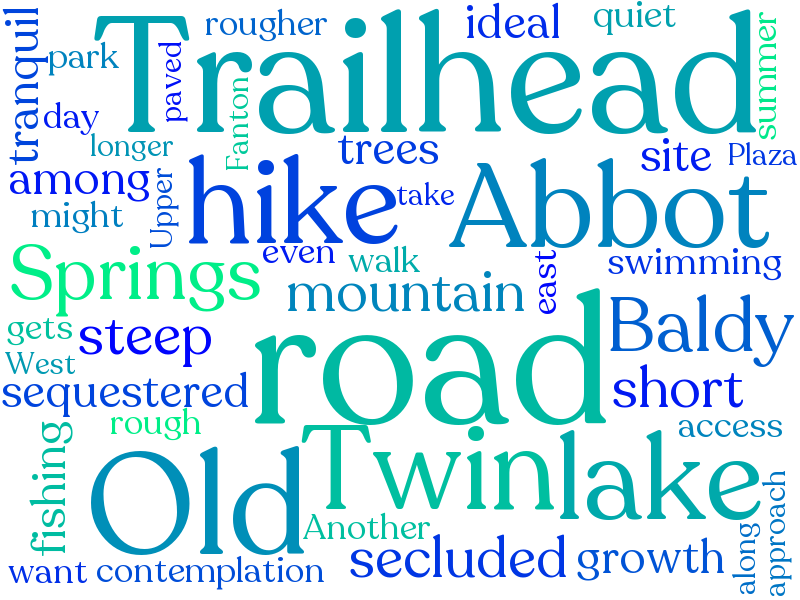 tranquil
rougher
ideal
quiet
park
Trailhead
paved
summer
day
Fanton
longer
trees
site
Plaza
among
Upper
hike
take
Abbot
might
even
Springs
walk
east
swimming
mountain
gets
steep
road
Baldy
West
sequestered
short
rough
access
fishing
Old
Twin
lake
approach
Another
along
secluded
growth
want
contemplation